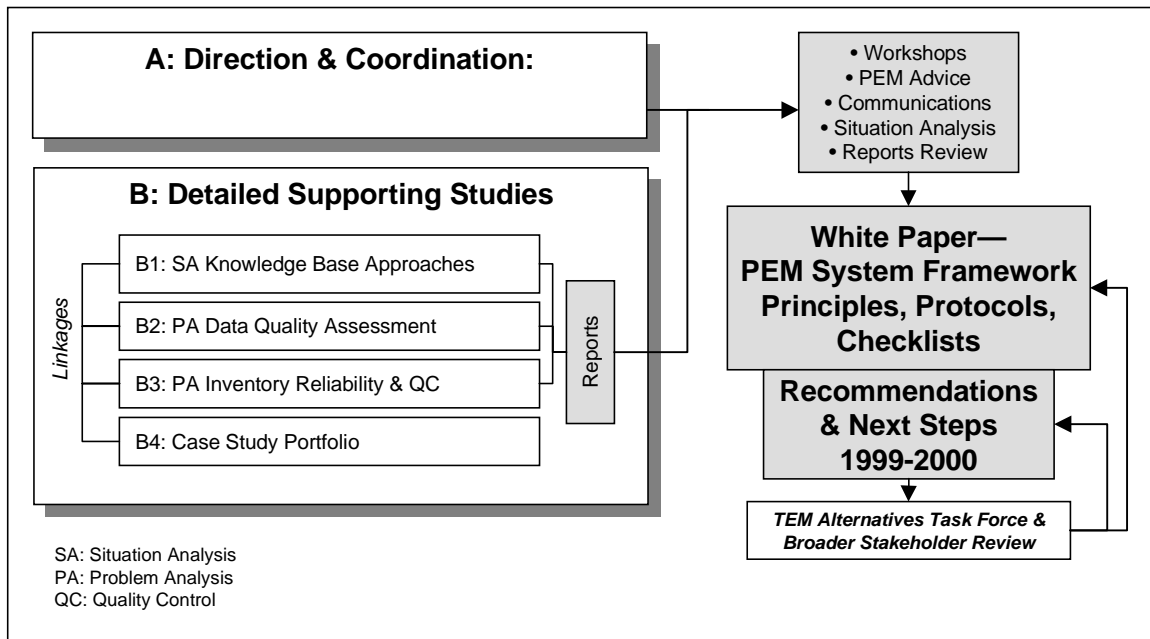 A: Direction & Coordination:
B: Detailed Supporting Studies
Linkages
B1: SA Knowledge Base Approaches
B2: PA Data Quality Assessment
B3: PA Inventory Reliability & QC
B4: Case Study Portfolio
Reports
SA: Situation Analysis
PA: Problem Analysis
QC: Quality Control
• Workshops
• PEM Advice
• Communications
• Situation Analysis
• Reports Review
White Paper—
PEM System Framework
Principles, Protocols,
Checklists
Recommendations
& Next Steps
1999-2000
TEM Alternatives Task Force &
Broader Stakeholder Review